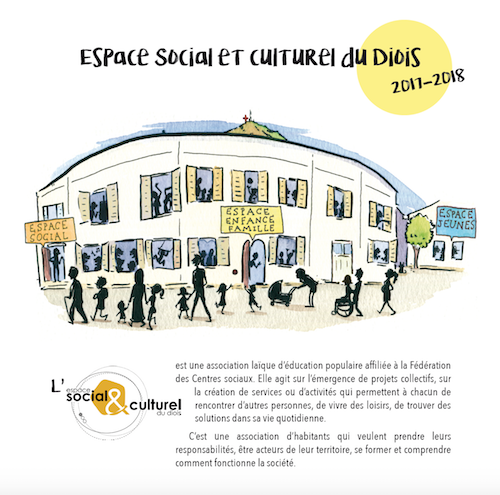 Espace Social et Culturel du Diois
2017-2018
ESPACE
SOCIAL
ESPACE
ENFANCE
FAMILLE
ESPACE
JEUNES
L'espace
social&culturel
du diois
est une association laïque d'éducation populaire affiliée à la Fédération
des Centres sociaux. Elle agit sur l'émergence de projets collectifs, sur
la création de services ou d'activités qui permettent à chacun de
rencontrer d'autres personnes, de vivre des loisirs, de trouver des
solutions dans sa vie quotidienne.
C'est une association d'habitants qui veulent prendre leurs
responsabilités, être acteurs de leur territoire, se former et comprendre
comment fonctionne la société.